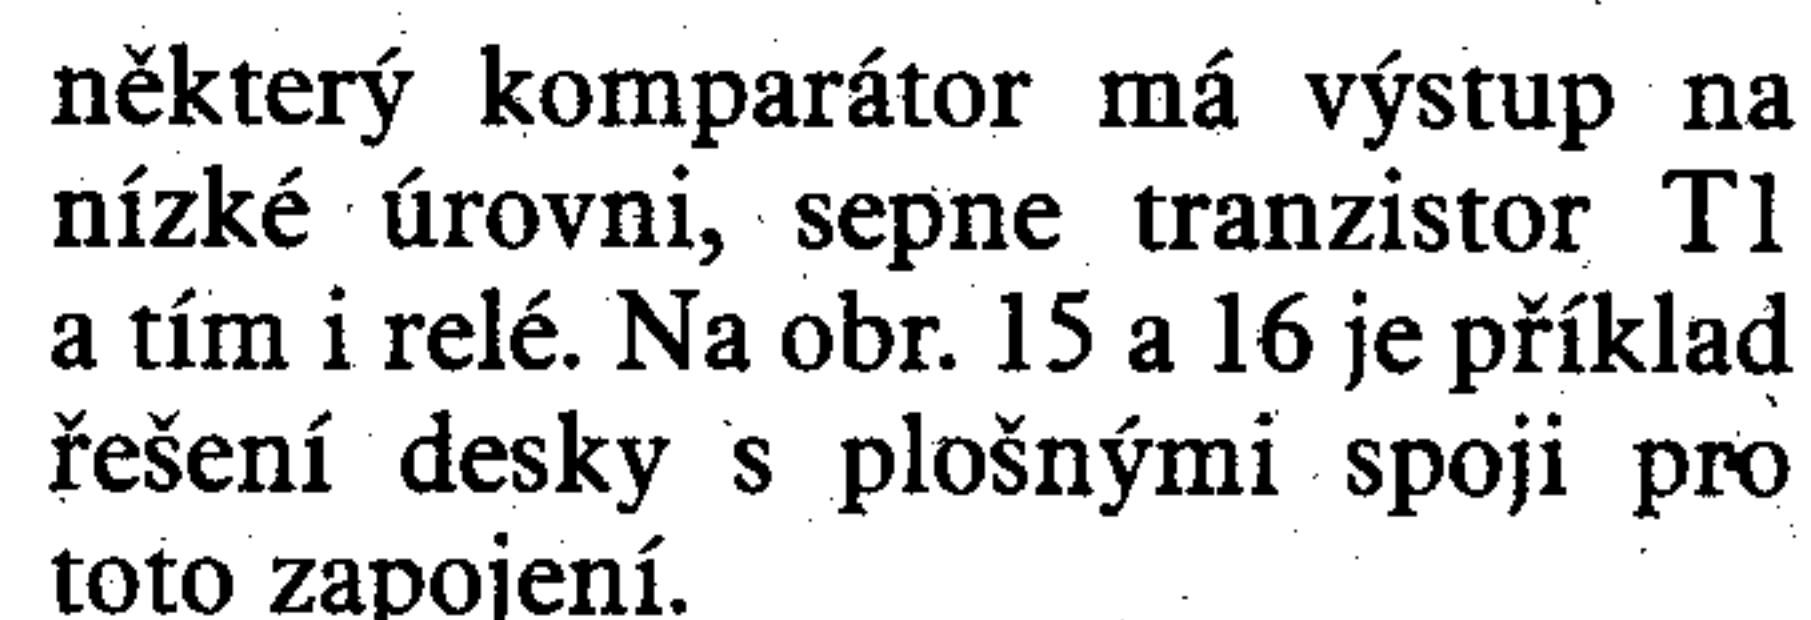 některý komparátor má výstup na
nízké úrovni, sepne tranzistor T1
a tím i relé. Na obr. 15 a 16 je příklad
řešení desky s plošnými spoji pro
toto zapojení.